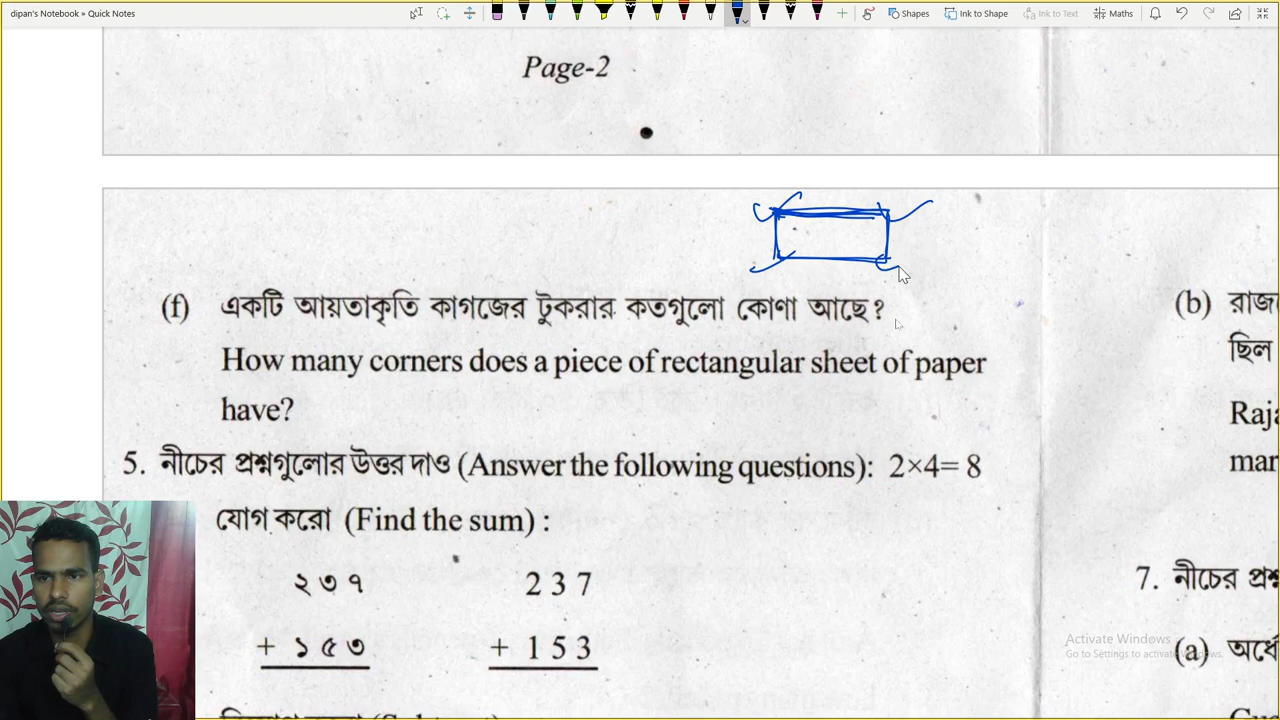 dipan's Notebook » Quick Notes
Shapes Ink to Shape Ink to Text Maths
Page-2
(f) একটি আয়তাকৃতি কাগজের টুকরার কতগুলো কোণা আছে?
How many corners does a piece of rectangular sheet of paper
have?
5. নীচের প্রশ্নগুলোর উত্তর দাও (Answer the following questions): 2×4= 8
যোগ করো (Find the sum) :
২৩৭ 237
+ ১৫৩ + 153
(b)
ছিল
7. নীচের
(a)
Activate Windows
Go to Settings to activate Windows.